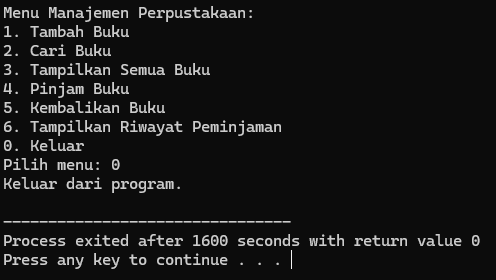 Menu Manajemen Perpustakaan:
1. Tambah Buku
2. Cari Buku
3. Tampilkan Semua Buku
4. Pinjam Buku
5. Kembalikan Buku
6. Tampilkan Riwayat Peminjaman
0. Keluar
Pilih menu: 0
Keluar dari program.
--------------------------------
Process exited after 1600 seconds with return value 0
Press any key to continue . . .